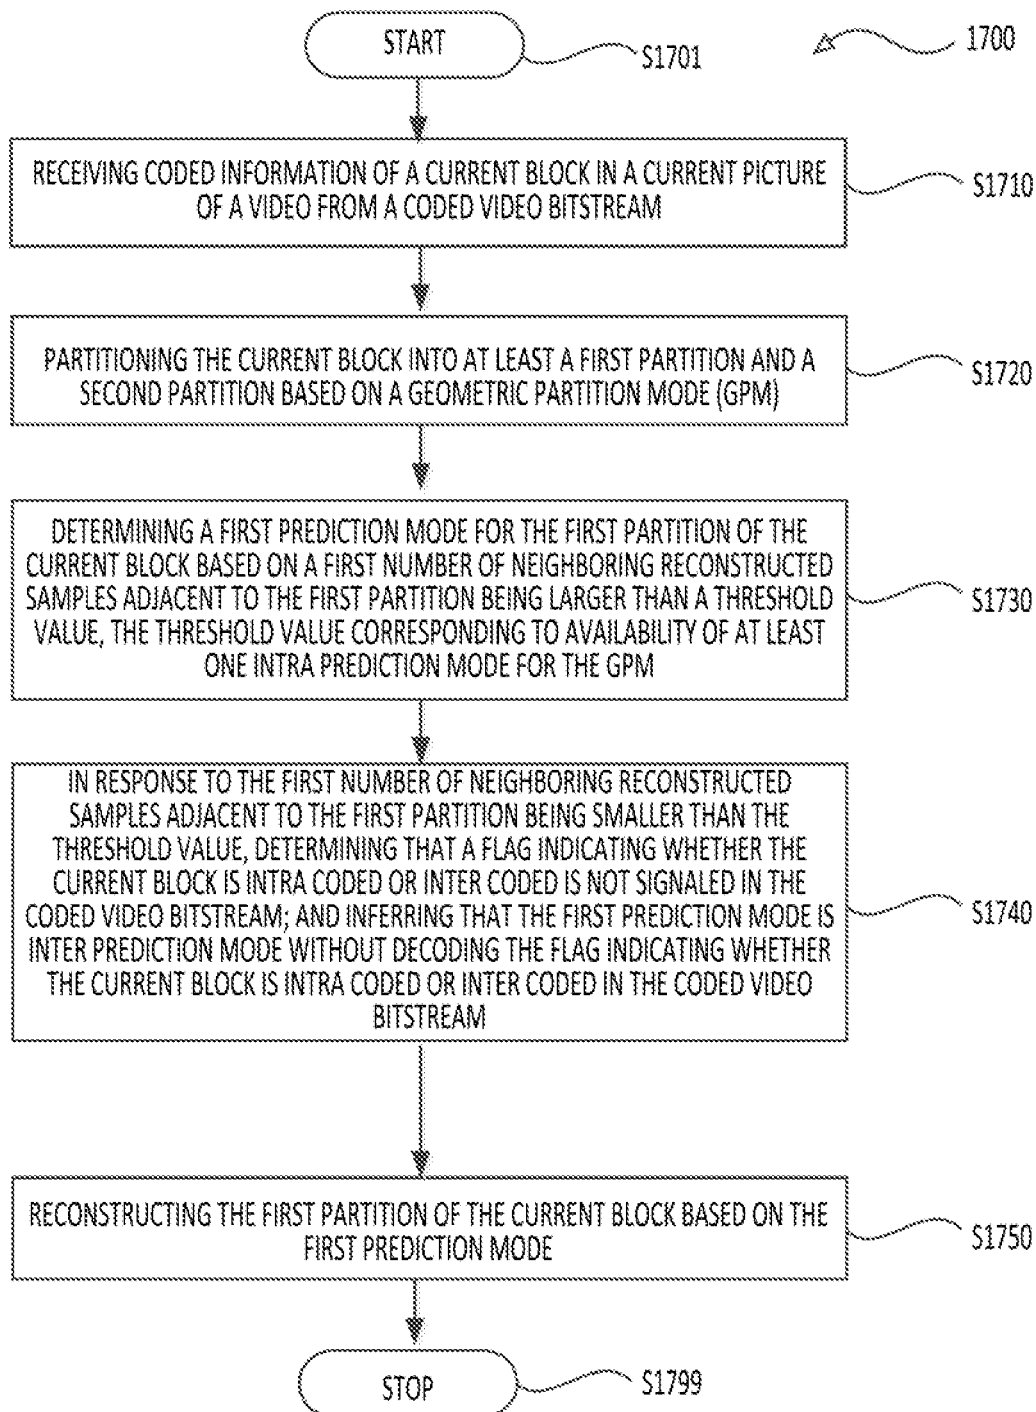 START
S1701
1700
RECEIVING CODED INFORMATION OF A CURRENT BLOCK IN A CURRENT PICTURE
OF A VIDEO FROM A CODED VIDEO BITSTREAM
S1710
PARTITIONING THE CURRENT BLOCK INTO AT LEAST A FIRST PARTITION AND A
SECOND PARTITION BASED ON A GEOMETRIC PARTITION MODE (GPM)
S1720
DETERMINING A FIRST PREDICTION MODE FOR THE FIRST PARTITION OF THE
CURRENT BLOCK BASED ON A FIRST NUMBER OF NEIGHBORING RECONSTRUCTED
SAMPLES ADJACENT TO THE FIRST PARTITION BEING LARGER THAN A THRESHOLD
VALUE, THE THRESHOLD VALUE CORRESPONDING TO AVAILABILITY OF AT LEAST
ONE INTRA PREDICTION MODE FOR THE GPM
S1730
IN RESPONSE TO THE FIRST NUMBER OF NEIGHBORING RECONSTRUCTED
SAMPLES ADJACENT TO THE FIRST PARTITION BEING SMALLER THAN THE
THRESHOLD VALUE, DETERMINING THAT A FLAG INDICATING WHETHER THE
CURRENT BLOCK IS INTRA CODED OR INTER CODED IS NOT SIGNALED IN THE
CODED VIDEO BITSTREAM; AND INFERRING THAT THE FIRST PREDICTION MODE IS
INTER PREDICTION MODE WITHOUT DECODING THE FLAG INDICATING WHETHER
THE CURRENT BLOCK IS INTRA CODED OR INTER CODED IN THE CODED VIDEO
BITSTREAM
S1740
RECONSTRUCTING THE FIRST PARTITION OF THE CURRENT BLOCK BASED ON THE
FIRST PREDICTION MODE
S1750
STOP
S1799